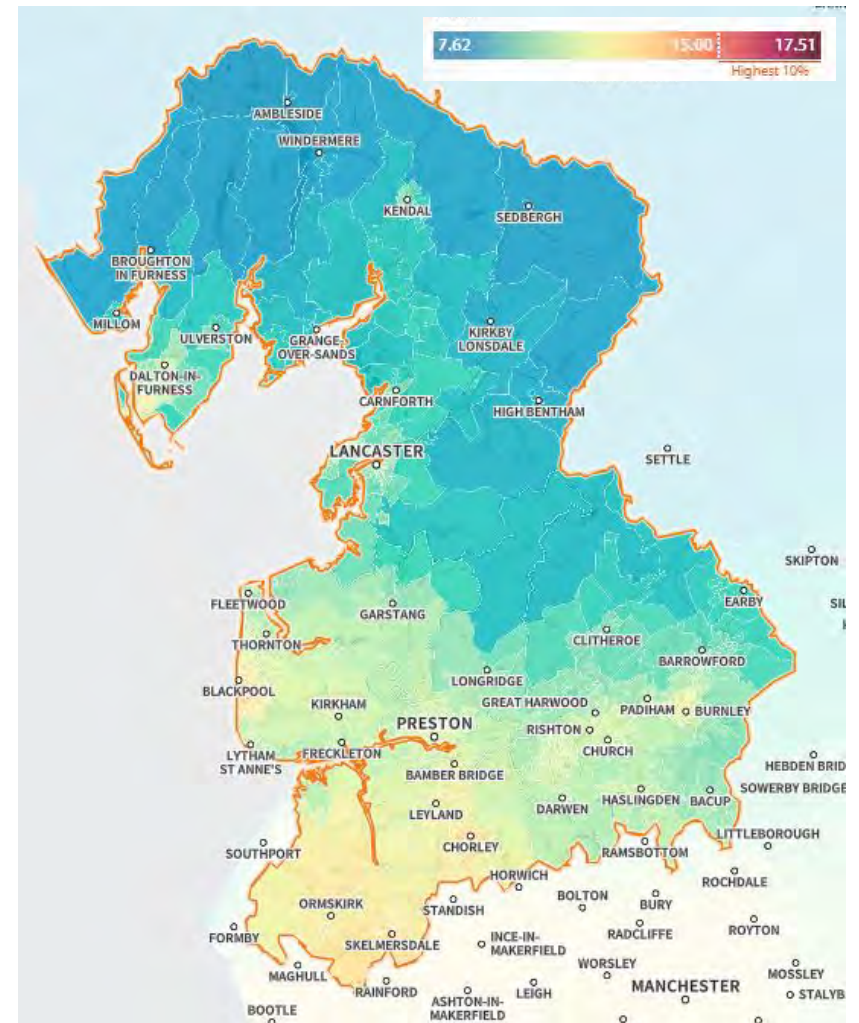 7.62
15.00
17.51
Highest 10%
AMBLESIDE
WINDERMERE
KENDAL
SEDBERGH
BROUGHTON
IN FURNESS
MILLOM
ULVERSTON
GRANGE-
OVER-SANDS
KIRKBY
LONSDALE
DALTON-IN-
FURNESS
CARNFORTH
HIGH BENTHAM
LANCASTER
SETTLE
SKIPTON
FLEETWOOD
GARSTANG
EARBY
SIL
THORNTON
CLITHEROE
BARROWFORD
LONGRIDGE
BLACKPOOL
KIRKHAM
GREAT HARWOOD
PADIHAM
BURNLEY
PRESTON
RISHTON
CHURCH
LYTHAM
ST ANNE'S
FRECKLETON
BAMBER BRIDGE
HEBDEN BRID
SOWERBY BRIDGE
LEYLAND
DARWEN
HASLINGDEN
BACUP
SOUTHPORT
CHORLEY
RAMSBOTTOM
LITTLEBOROUGH
HORWICH
ROCHDALE
ORMSKIRK
STANDISH
BOLTON
BURY
FORMBY
SKELMERSDALE
INCE-IN-
MAKERFIELD
RADCLIFFE
ROYTON
MAGHULL
WORSLEY
MOSSLEY
RAINFORD
ASHTON-IN-
MAKERFIELD
LEIGH
MANCHESTER
STALYB
BOOTLE